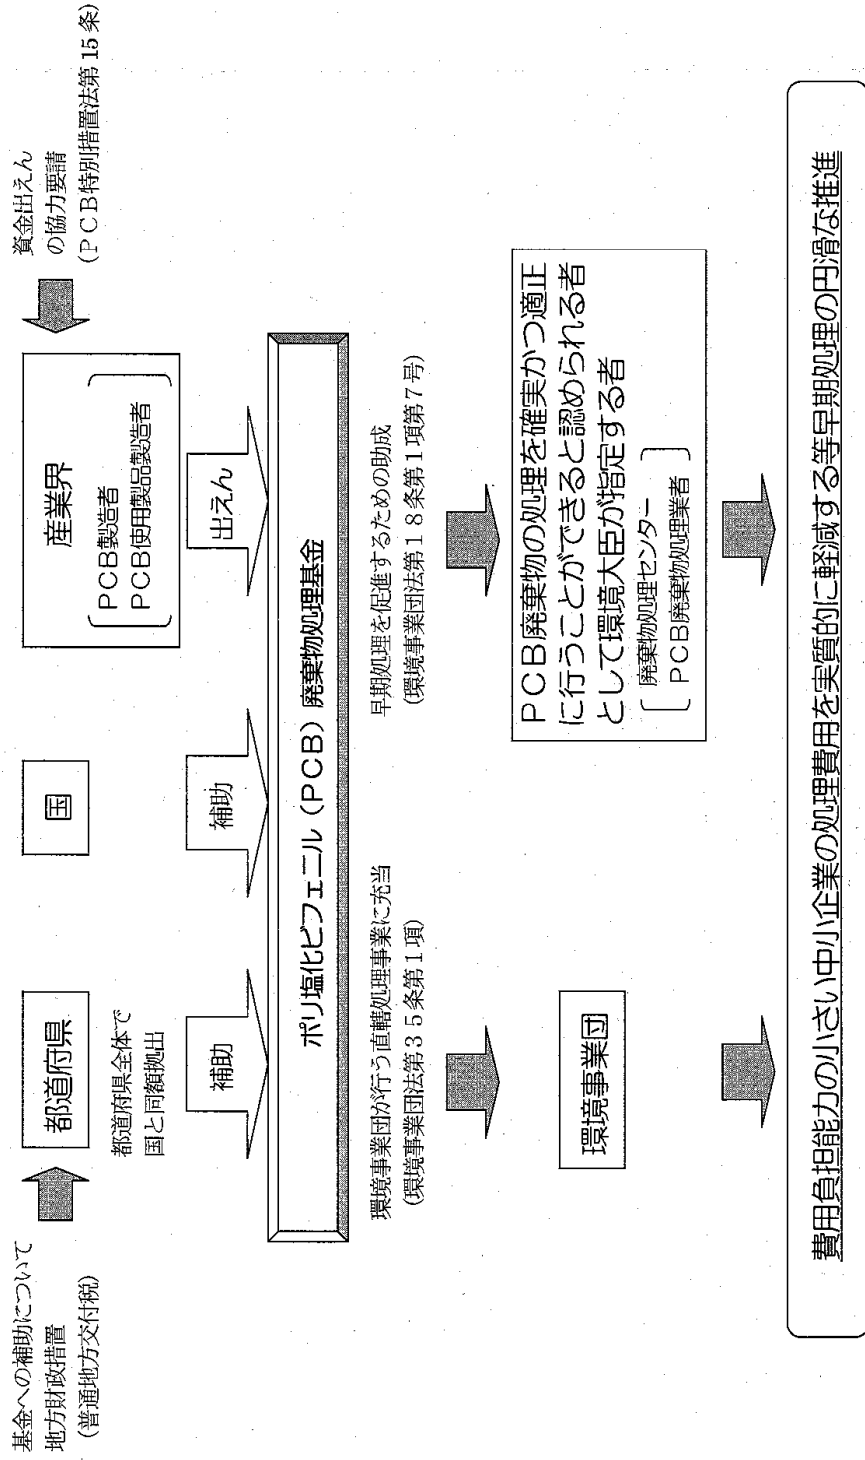 基金への補助について
地方財政措置
(普通地方交付税)
都道府県
都道府県全体で
国と同額拠出
国
産業界
PCB製造者
PCB使用製品製造者
資金出えん
の協力要請
(PCB特別措置法第15条)
補助
補助
出えん
ポリ塩化ビフェニル(PCB)廃棄物処理基金
環境事業団が行う直轄処理事業に充当
(環境事業団法第35条第1項)
早期処理を促進するための助成
(環境事業団法第18条第1項第7号)
環境事業団
PCB廃棄物の処理を確実かつ適正
に行うことができると認められる者
として環境大臣が指定する者
廃棄物処理センター
PCB廃棄物処理業者
費用負担能力の小さい中小企業の処理費用を実質的に軽減する等早期処理の円滑な推進